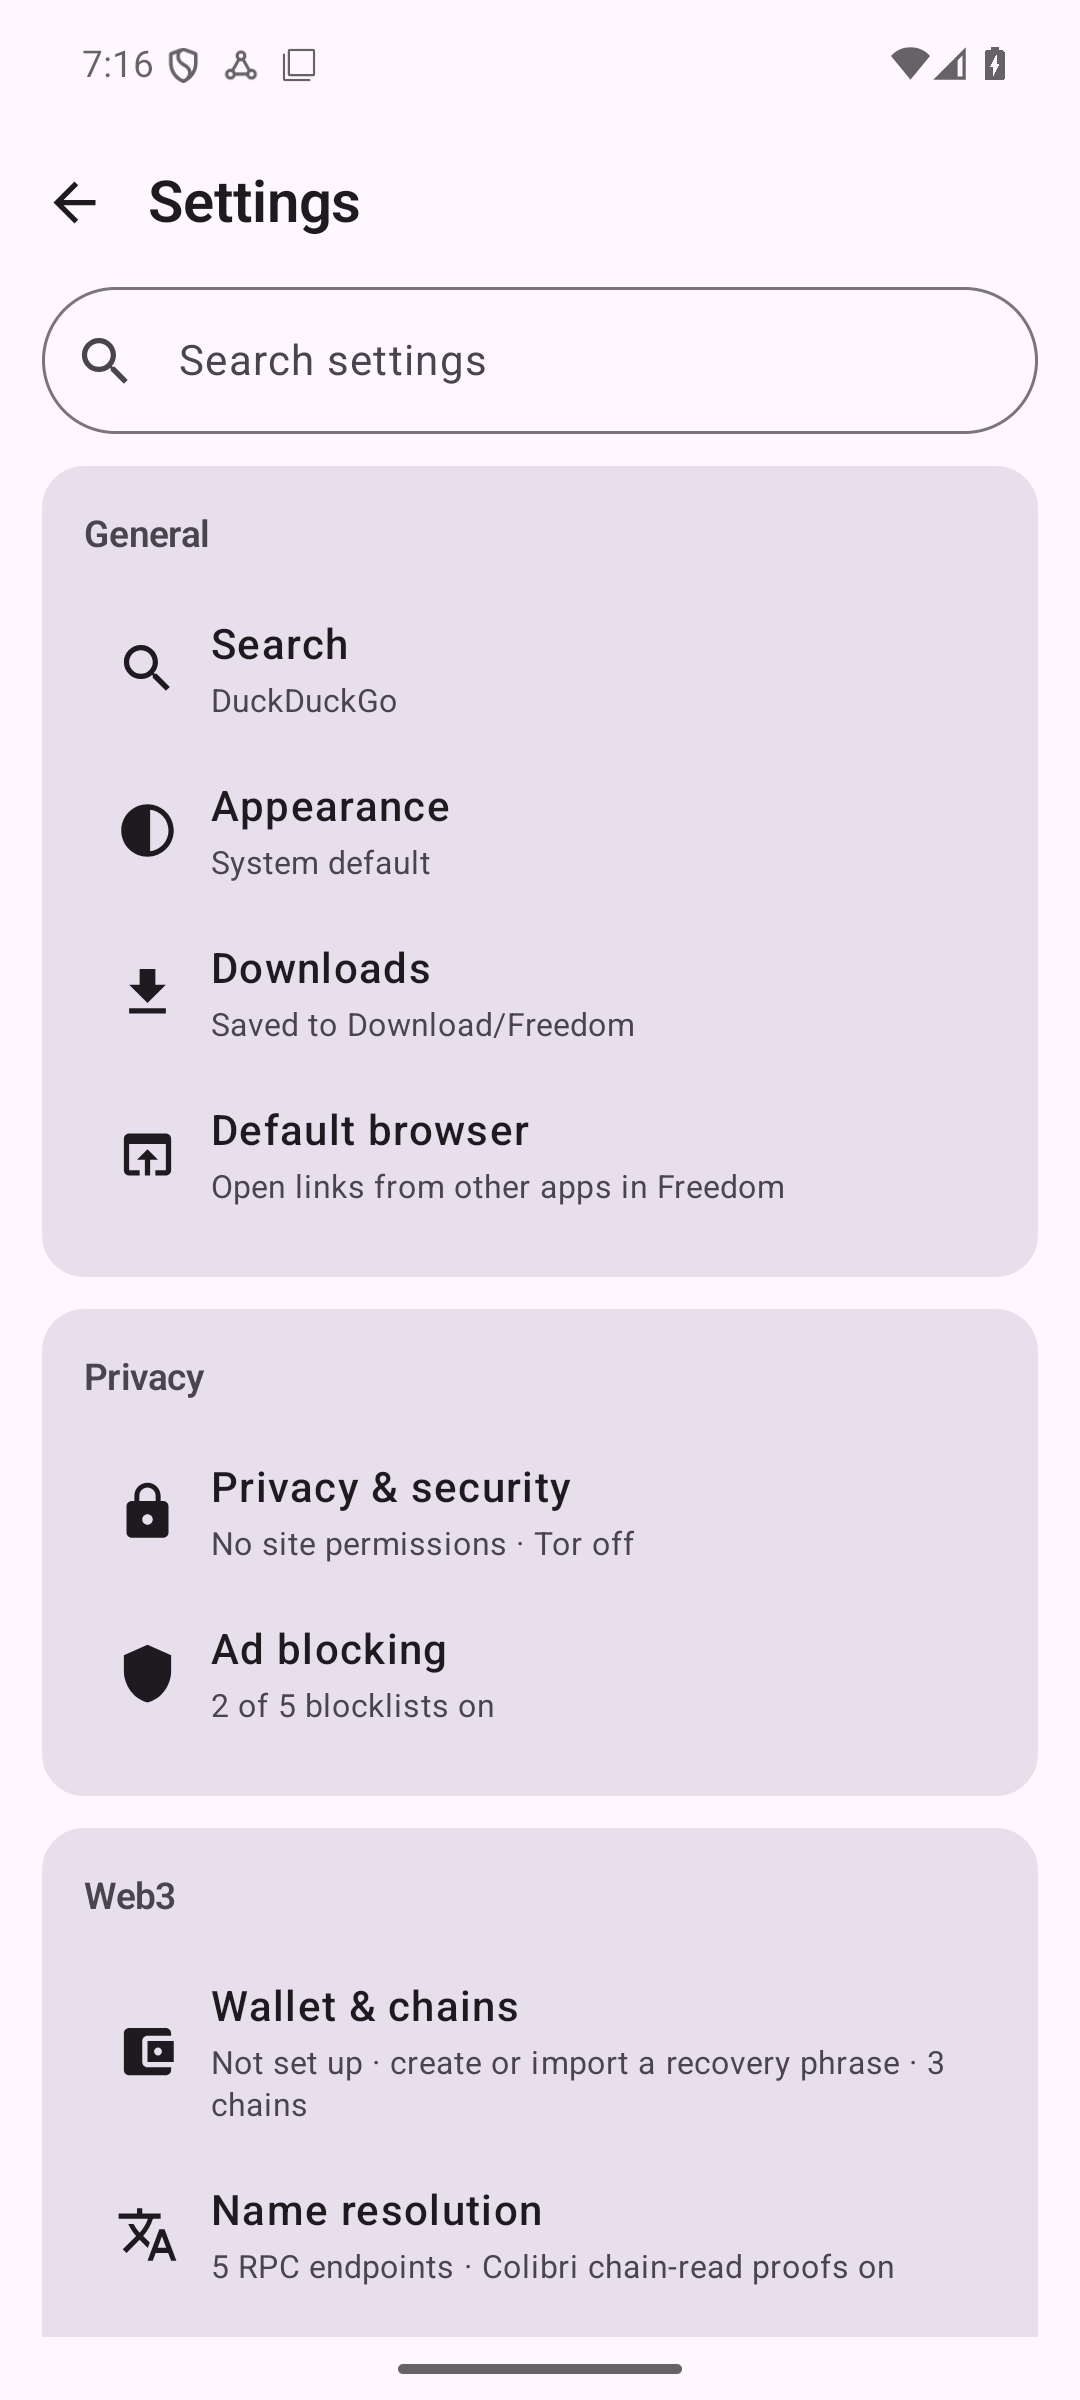 7:16
Settings
Search settings
General
Search
DuckDuckGo
Appearance
System default
Downloads
Saved to Download/Freedom
Default browser
Open links from other apps in Freedom
Privacy
Privacy & security
No site permissions · Tor off
Ad blocking
2 of 5 blocklists on
Web3
Wallet & chains
Not set up · create or import a recovery phrase · 3
chains
Name resolution
5 RPC endpoints · Colibri chain-read proofs on